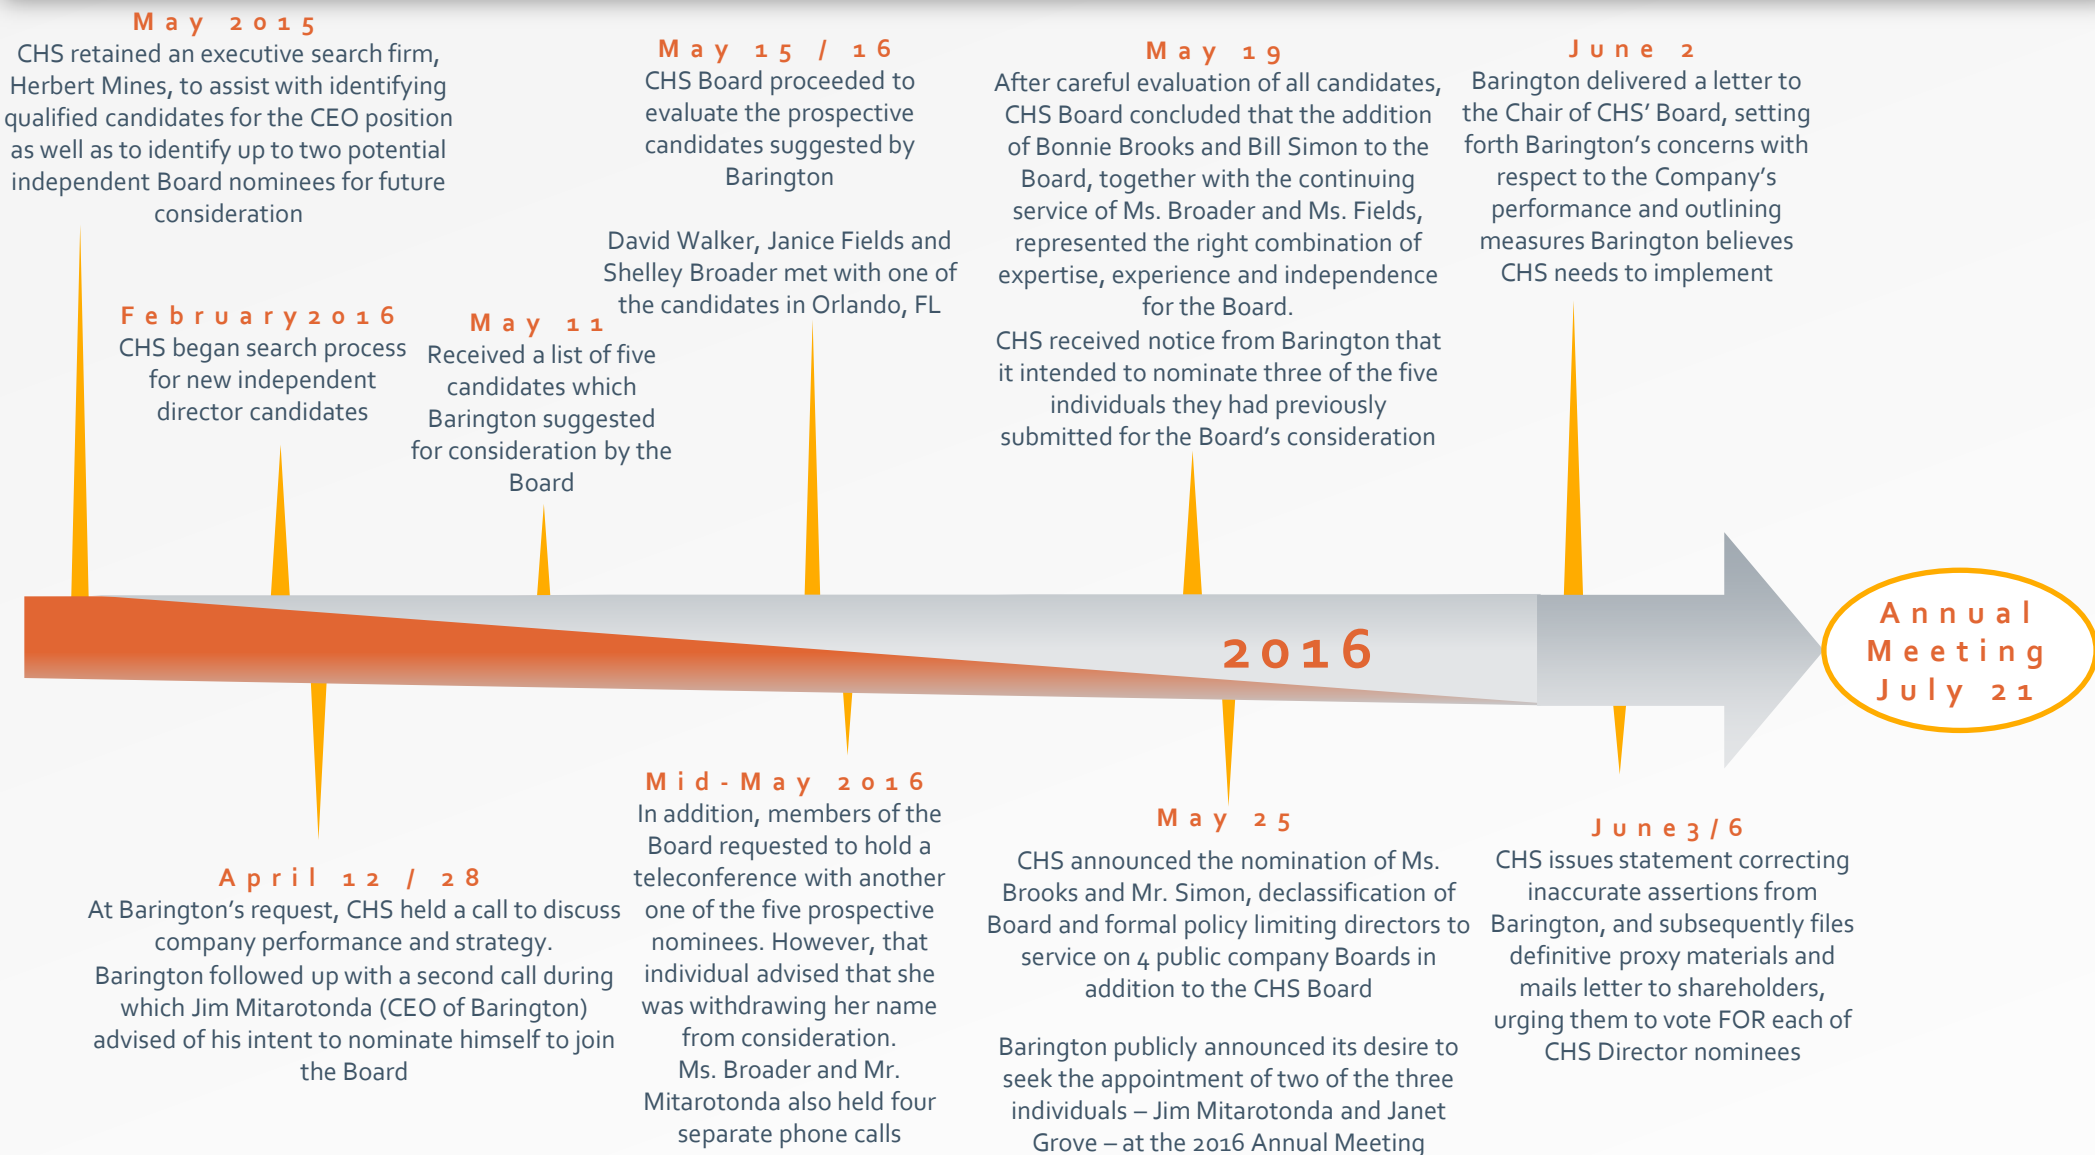 May 2015
CHS retained an executive search firm,
Herbert Mines, to assist with identifying
qualified candidates for the CEO position
as well as to identify up to two potential
independent Board nominees for future
consideration
February2016
CHS began search process
for new independent
director candidates
May 11
Received a list of five
candidates which
Barington suggested
for consideration by the
Board
May 15 / 16
CHS Board proceeded to
evaluate the prospective
candidates suggested by
Barington
David Walker, Janice Fields and
Shelley Broader met with one of
the candidates in Orlando, FL
May 19
After careful evaluation of all candidates,
CHS Board concluded that the addition
of Bonnie Brooks and Bill Simon to the
Board, together with the continuing
service of Ms. Broader and Ms. Fields,
represented the right combination of
expertise, experience and independence
for the Board.
CHS received notice from Barington that
it intended to nominate three of the five
individuals they had previously
submitted for the Board's consideration
June 2
Barington delivered a letter to
the Chair of CHS' Board, setting
forth Barington's concerns with
respect to the Company's
performance and outlining
measures Barington believes
CHS needs to implement
2016
Annual
Meeting
July 21
April 12 / 28
At Barington's request, CHS held a call to discuss
company performance and strategy.
Barington followed up with a second call during
which Jim Mitarotonda (CEO of Barington)
advised of his intent to nominate himself to join
the Board
Mid-May 2016
In addition, members of the
Board requested to hold a
teleconference with another
one of the five prospective
nominees. However, that
individual advised that she
was withdrawing her name
from consideration.
Ms. Broader and Mr.
Mitarotonda also held four
separate phone calls
May 25
CHS announced the nomination of Ms.
Brooks and Mr. Simon, declassification of
Board and formal policy limiting directors to
service on 4 public company Boards in
addition to the CHS Board
Barington publicly announced its desire to
seek the appointment of two of the three
individuals – Jim Mitarotonda and Janet
Grove – at the 2016 Annual Meeting
June3/6
CHS issues statement correcting
inaccurate assertions from
Barington, and subsequently files
definitive proxy materials and
mails letter to shareholders,
urging them to vote FOR each of
CHS Director nominees